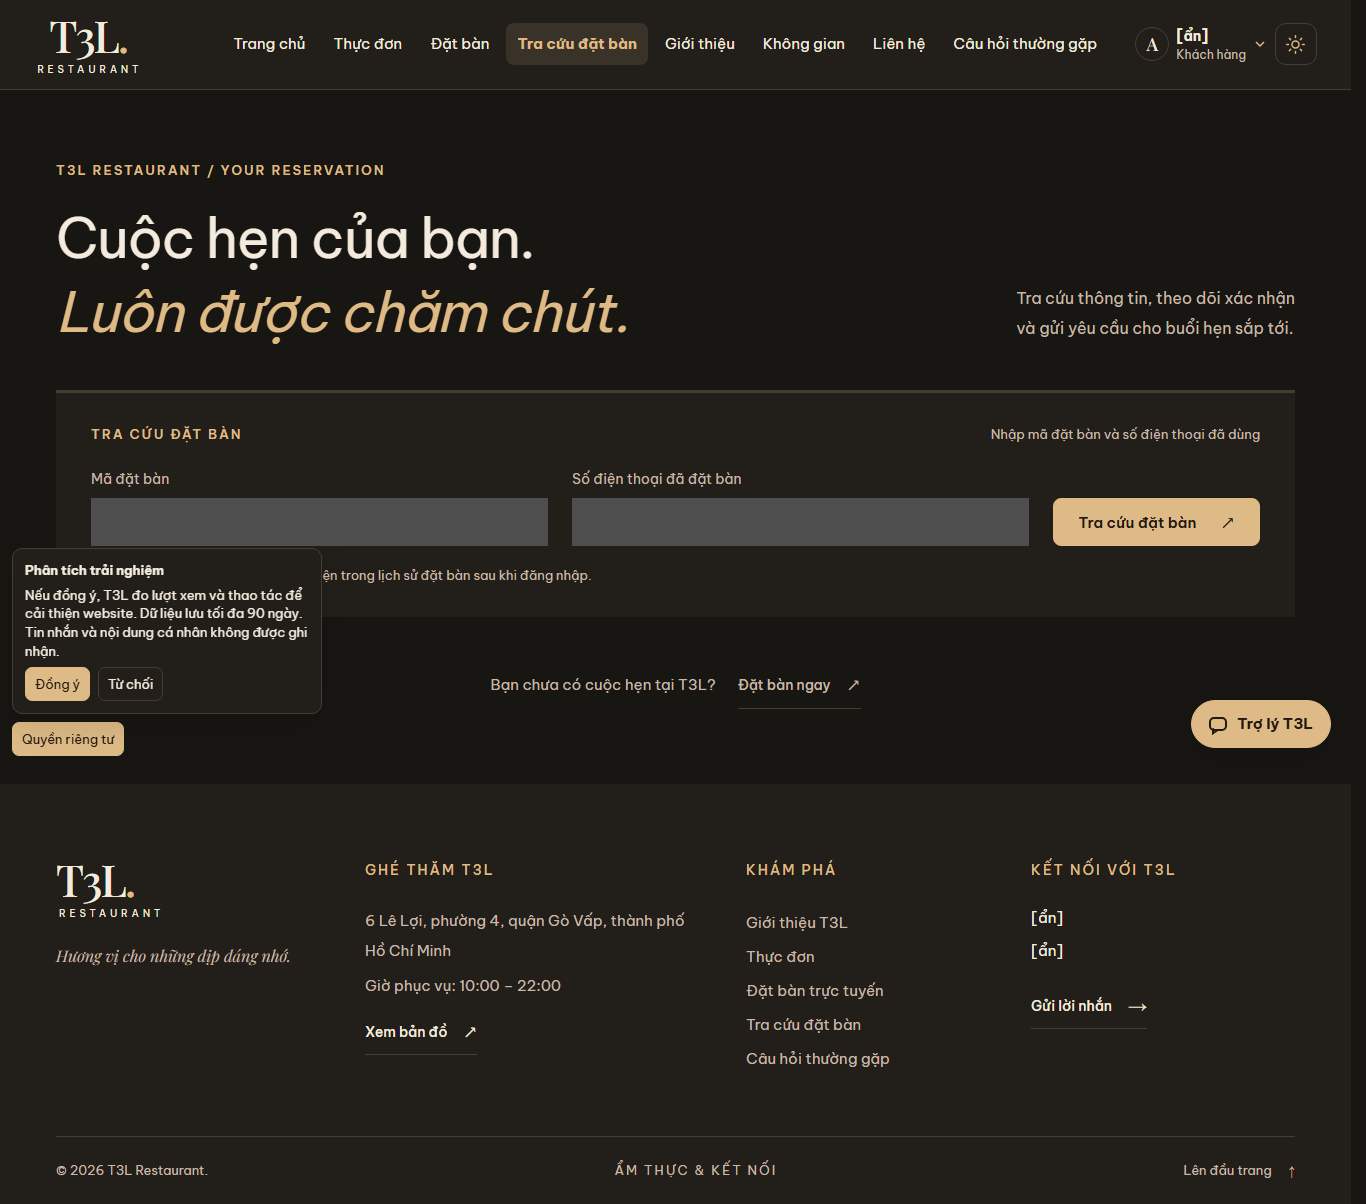 T3L.
RESTAURANT
Trang chủ
Thực đơn
Đặt bàn
Tra cứu đặt bàn
Giới thiệu
Không gian
Liên hệ
Câu hỏi thường gặp
A
[ẩn]
Khách hàng
T3L RESTAURANT / YOUR RESERVATION
Cuộc hẹn của bạn.
Luôn được chăm chút.
Tra cứu thông tin, theo dõi xác nhận
và gửi yêu cầu cho buổi hẹn sắp tới.
TRA CỨU ĐẶT BÀN
Nhập mã đặt bàn và số điện thoại đã dùng
Mã đặt bàn
Số điện thoại đã đặt bàn
Tra cứu đặt bàn ↗
trong lịch sử đặt bàn sau khi đăng nhập.
Phân tích trải nghiệm
Nếu đồng ý, T3L đo lượt xem và thao tác để
cải thiện website. Dữ liệu lưu tối đa 90 ngày.
Tin nhắn và nội dung cá nhân không được ghi
nhận.
Đồng ý
Từ chối
Quyền riêng tư
Bạn chưa có cuộc hẹn tại T3L?
Đặt bàn ngay ↗
Trợ lý T3L
T3L.
RESTAURANT
Hương vị cho những dịp đáng nhớ.
GHÉ THĂM T3L
6 Lê Lợi, phường 4, quận Gò Vấp, thành phố
Hồ Chí Minh
Giờ phục vụ: 10:00 – 22:00
Xem bản đồ ↗
KHÁM PHÁ
Giới thiệu T3L
Thực đơn
Đặt bàn trực tuyến
Tra cứu đặt bàn
Câu hỏi thường gặp
KẾT NỐI VỚI T3L
[ẩn]
[ẩn]
Gửi lời nhắn →
© 2026 T3L Restaurant.
ẨM THỰC & KẾT NỐI
Lên đầu trang ↑